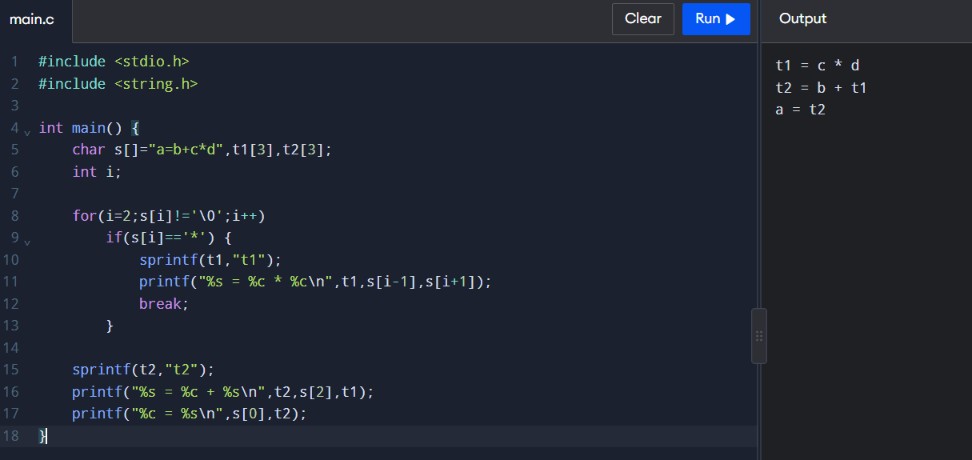 main.c
Clear
Run
Output
1 #include <stdio.h>
2 #include <string.h>
3
4 int main() {
5     char s[]="a=b+c*d",t1[3],t2[3];
6     int i;
7
8     for(i=2;s[i]!='\0';i++)
9         if(s[i]=='*') {
10             sprintf(t1,"t1");
11             printf("%s = %c * %c\n",t1,s[i-1],s[i+1]);
12             break;
13         }
14
15     sprintf(t2,"t2");
16     printf("%s = %c + %s\n",t2,s[2],t1);
17     printf("%c = %s\n",s[0],t2);
18 }
t1 = c * d
t2 = b + t1
a = t2